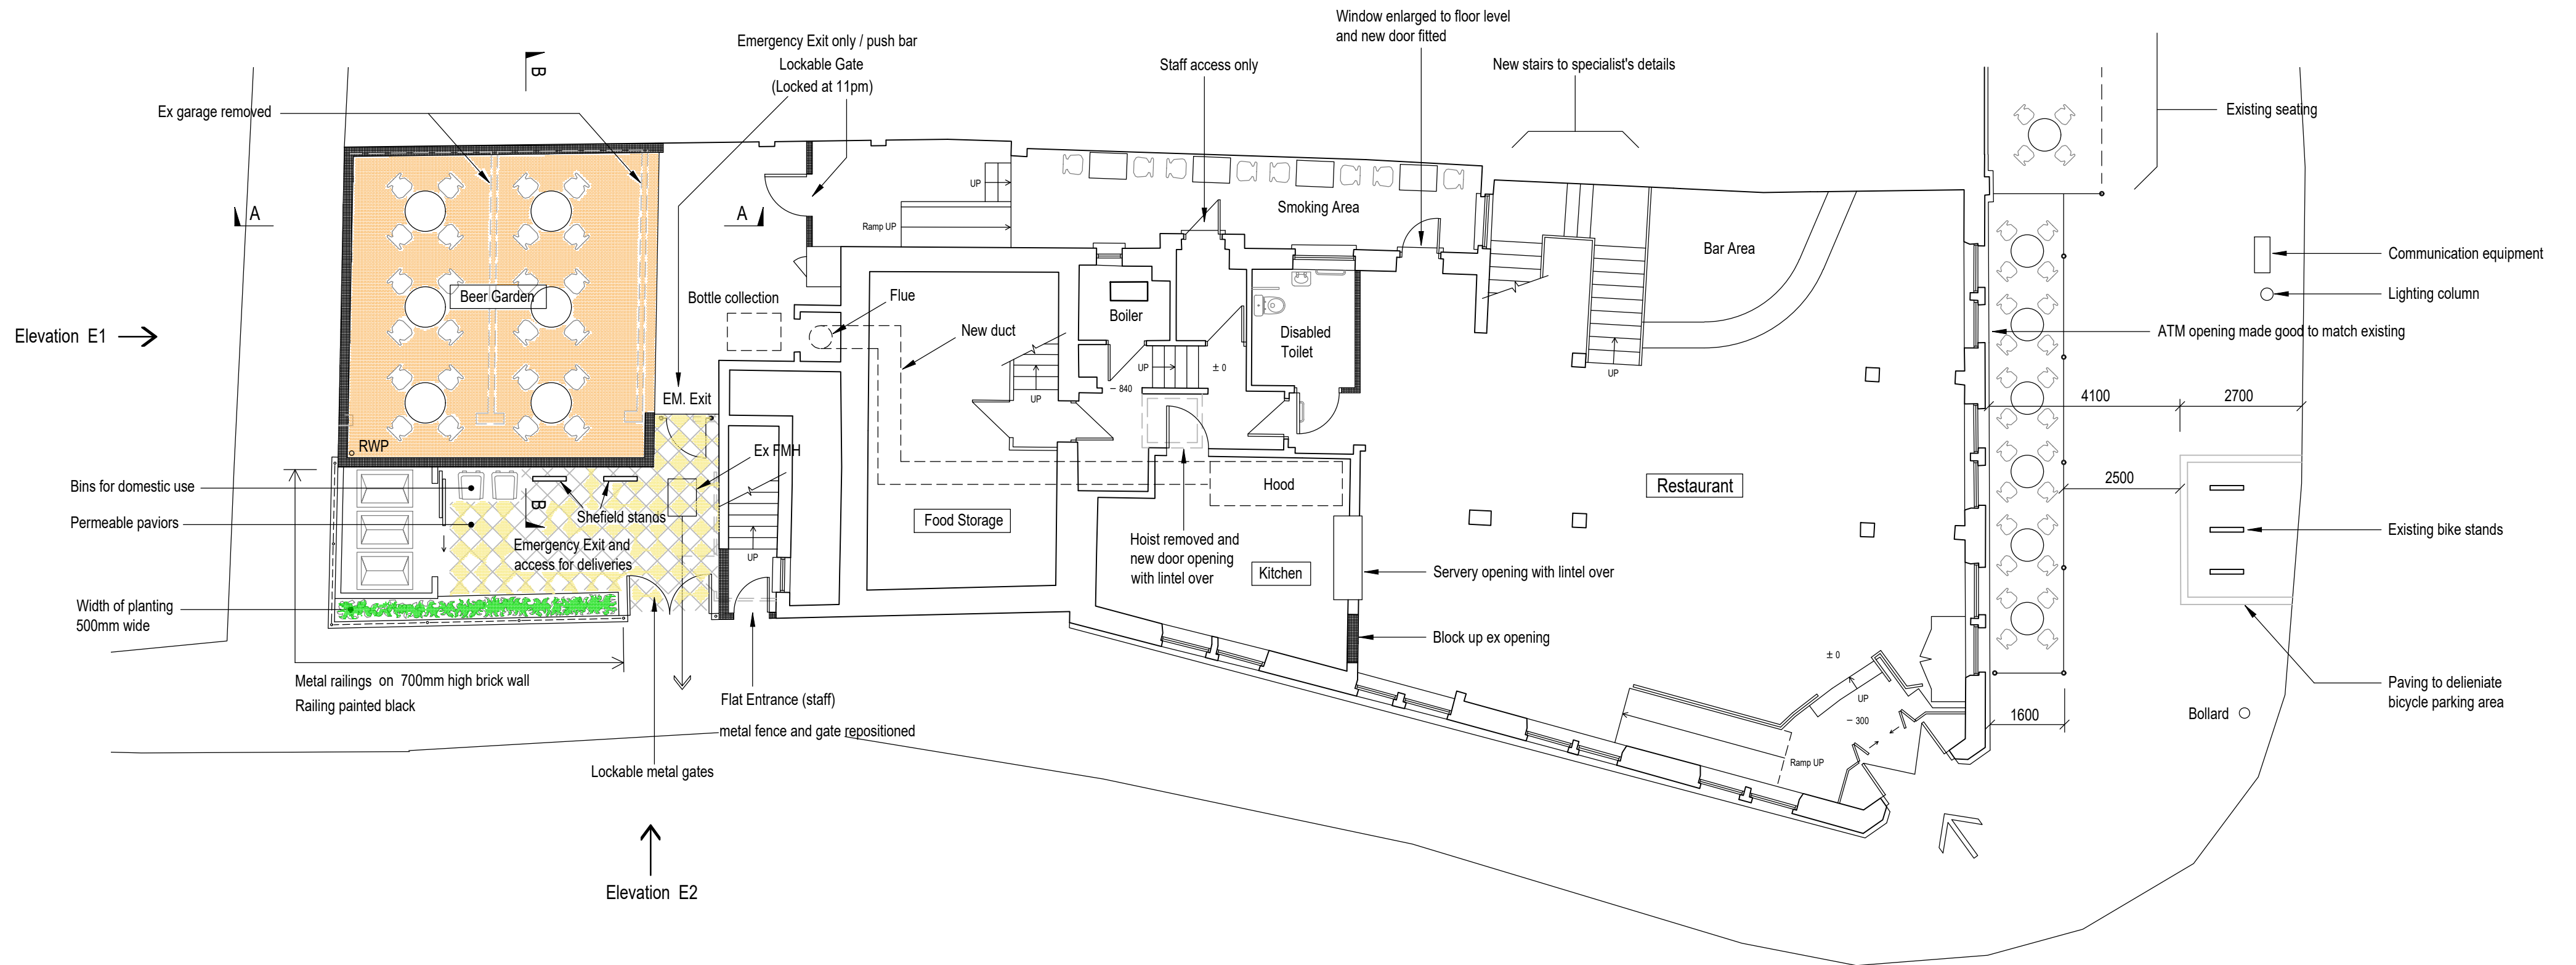 Window enlarged to floor level
and new door fitted
Emergency Exit only / push bar
Lockable Gate
(Locked at 11pm)
Staff access only
New stairs to specialist's details
B
Ex garage removed
Existing seating
UP
A
A
Ramp UP
Smoking Area
Bar Area
Communication equipment
Beer Garden
Bottle collection
Flue
Lighting column
Elevation E1
New duct
Boiler
Disabled
Toilet
ATM opening made good to match existing
UP
± 0
UP
- 840
UP
EM. Exit
4100
2700
RWP
Ex FMH
Bins for domestic use
Hood
Restaurant
2500
B
Shefield stands
Permeable paviors
Food Storage
Existing bike stands
Emergency Exit and
access for deliveries
UP
Hoist removed and
new door opening
with lintel over
Kitchen
Servery opening with lintel over
Width of planting
500mm wide
Block up ex opening
± 0
Metal railings on 700mm high brick wall
Railing painted black
Flat Entrance (staff)
UP
Paving to delieniate
bicycle parking area
- 300
1600
Bollard
metal fence and gate repositioned
Ramp UP
Lockable metal gates
Elevation E2